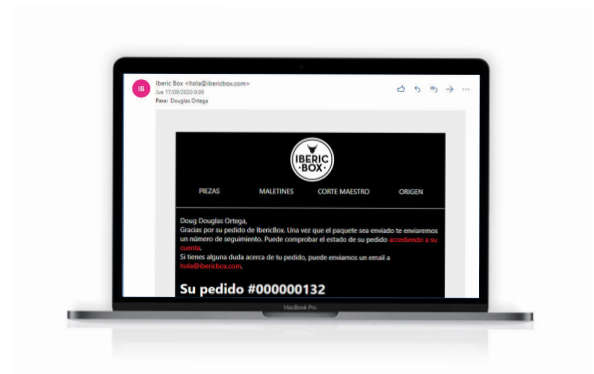 IB
Iberic Box <hola@ibericbox.com>
Jue 17/09/2020 0:39
Para: Douglas Ortega
IBERIC
·BOX·
PIEZAS MALETINES CORTE MAESTRO ORIGEN
Doug Douglas Ortega,
Gracias por su pedido de IbericBox. Una vez que el paquete sea enviado te enviaremos
un número de seguimiento. Puede comprobar el estado de su pedido accediendo a su
cuenta.
Si tienes alguna duda acerca de tu pedido, puede enviarnos un email a
hola@ibericbox.com.
Su pedido #000000132
MacBook Pro